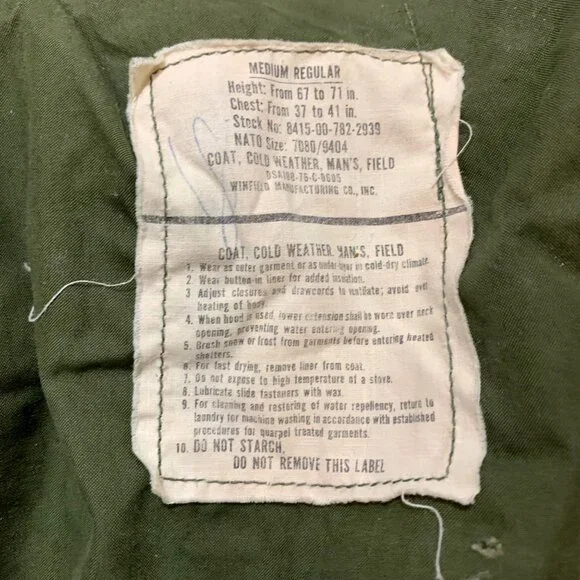 MEDIUM REGULAR
Height: From 67 to 71 in.
Chest: From 37 to 41 in.
Stock No: 8415-00-782-2939
NATO Size: 7080/9404
COAT, COLD WEATHER, MAN'S, FIELD
DSA100-76-C-0605
WINFIELD MANUFACTURING CO., INC.
COAT, COLD WEATHER, MAN'S, FIELD
1. Wear as outer garment or as under-layer in cold-dry climate.
2. Wear button-in liner for added insulation.
3 Adjust closures and drawcords to ventilate; avoid over
heating of body.
4. When hood is used, lower extension shall be worn over neck
opening, preventing water entering opening.
5. Brush snow or frost from garments before entering heated
shelters.
6. For fast drying, remove liner from coat.
7. Do not expose to high temperature of a stove.
8. Lubricate slide fasteners with wax.
9. For cleaning and restoring of water repellency, return to
laundry for machine washing in accordance with established
procedures for quarpel treated garments.
10. DO NOT STARCH.
DO NOT REMOVE THIS LABEL